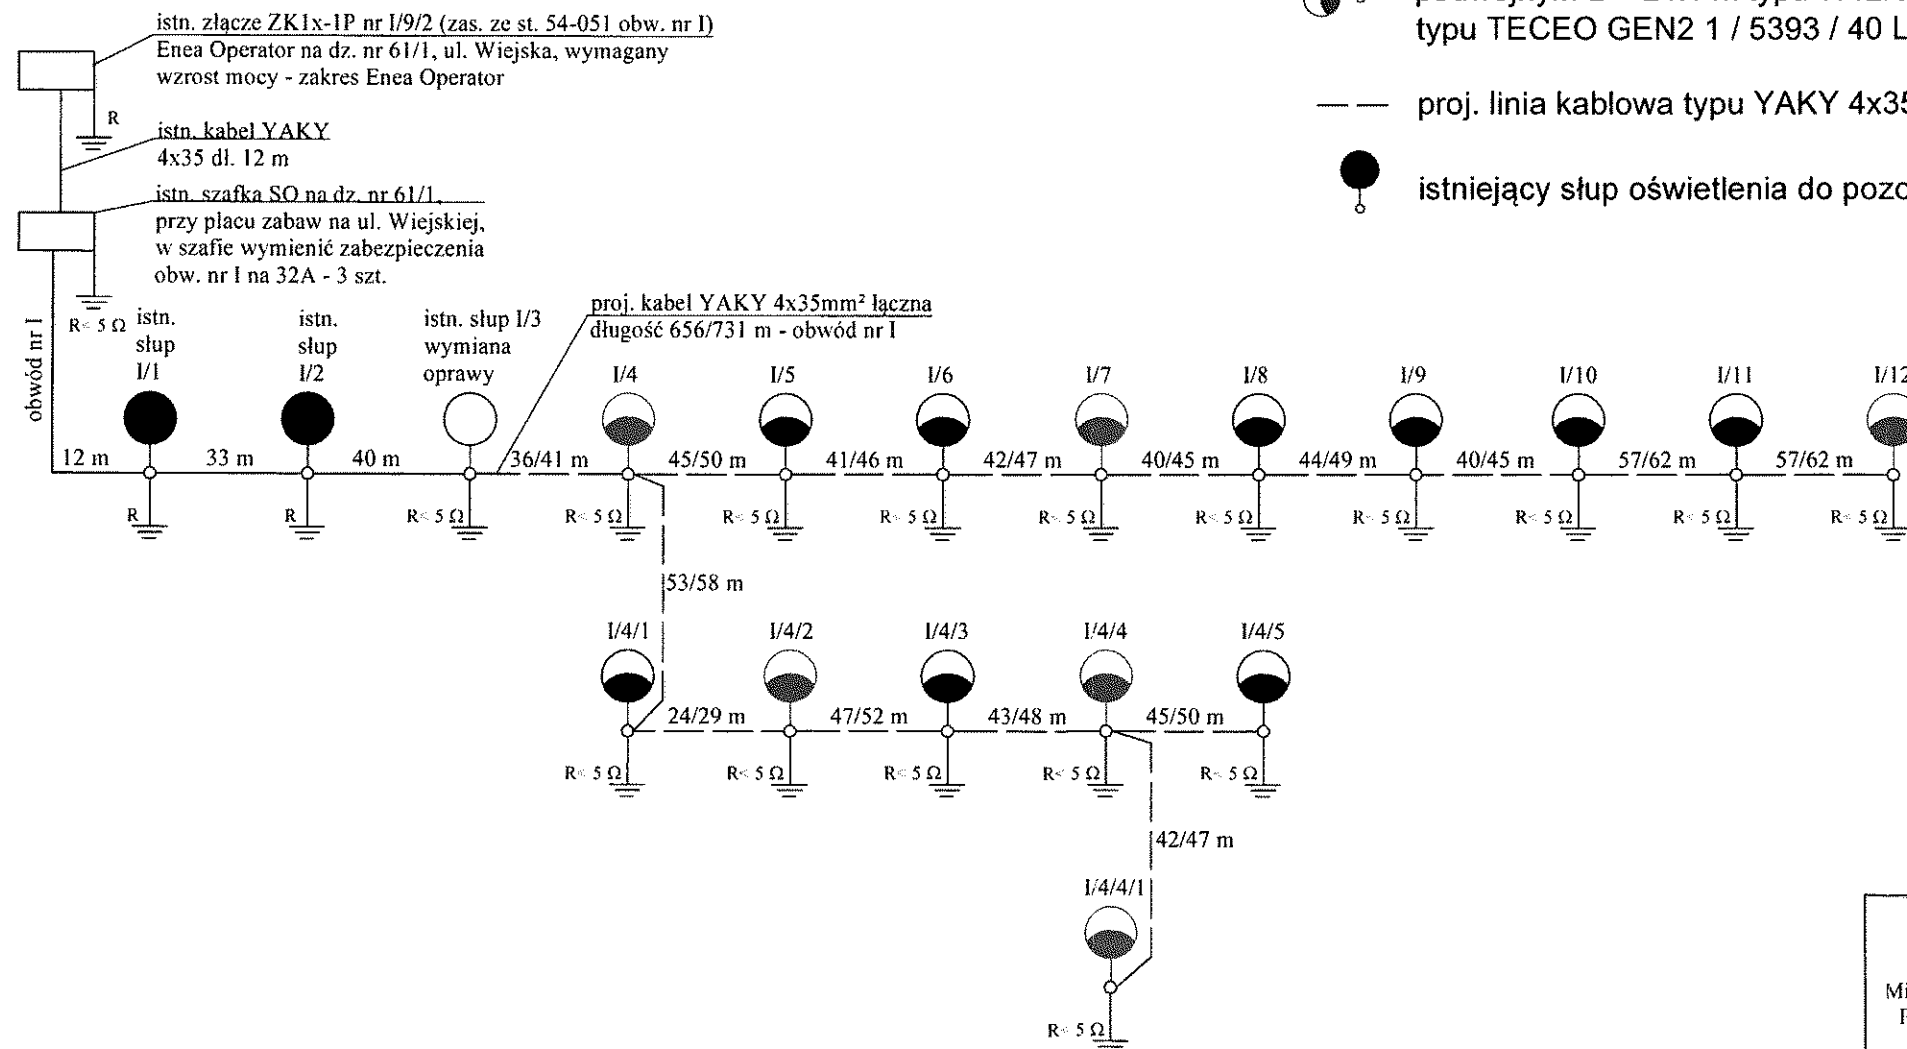 istn. złącze ZK1x-1P nr I/9/2 (zas. ze st. 54-051 obw. nr I)
Enea Operator na dz. nr 61/1, ul. Wiejska, wymagany
wzrost mocy - zakres Enea Operator
R
istn. kabel YAKY
4x35 dł. 12 m
istn. szafka SO na dz. nr 61/1,
przy placu zabaw na ul. Wiejskiej,
w szafie wymienić zabezpieczenia
obw. nr I na 32A - 3 szt.
R< 5 Ω
obwód nr I
typu TECEO GEN2 1 / 5393 / 40 L
proj. linia kablowa typu YAKY 4x35
istniejący słup oświetlenia do
proj. kabel YAKY 4x35mm² łączna
długość 656/731 m - obwód nr I
istn.
słup
I/1
istn.
słup
I/2
istn. słup I/3
wymiana
oprawy
I/4 I/5 I/6 I/7 I/8 I/9 I/10 I/11 I/12
12 m 33 m 40 m 36/41 m 45/50 m 41/46 m 42/47 m 40/45 m 44/49 m 40/45 m 57/62 m 57/62 m
R R R< 5 Ω R< 5 Ω R< 5 Ω R< 5 Ω R< 5 Ω R< 5 Ω R< 5 Ω R< 5 Ω R< 5 Ω R< 5 Ω
53/58 m
I/4/1 I/4/2 I/4/3 I/4/4 I/4/5
24/29 m 47/52 m 43/48 m 45/50 m
R< 5 Ω R< 5 Ω R< 5 Ω R< 5 Ω R< 5 Ω
42/47 m
I/4/4/1
R< 5 Ω